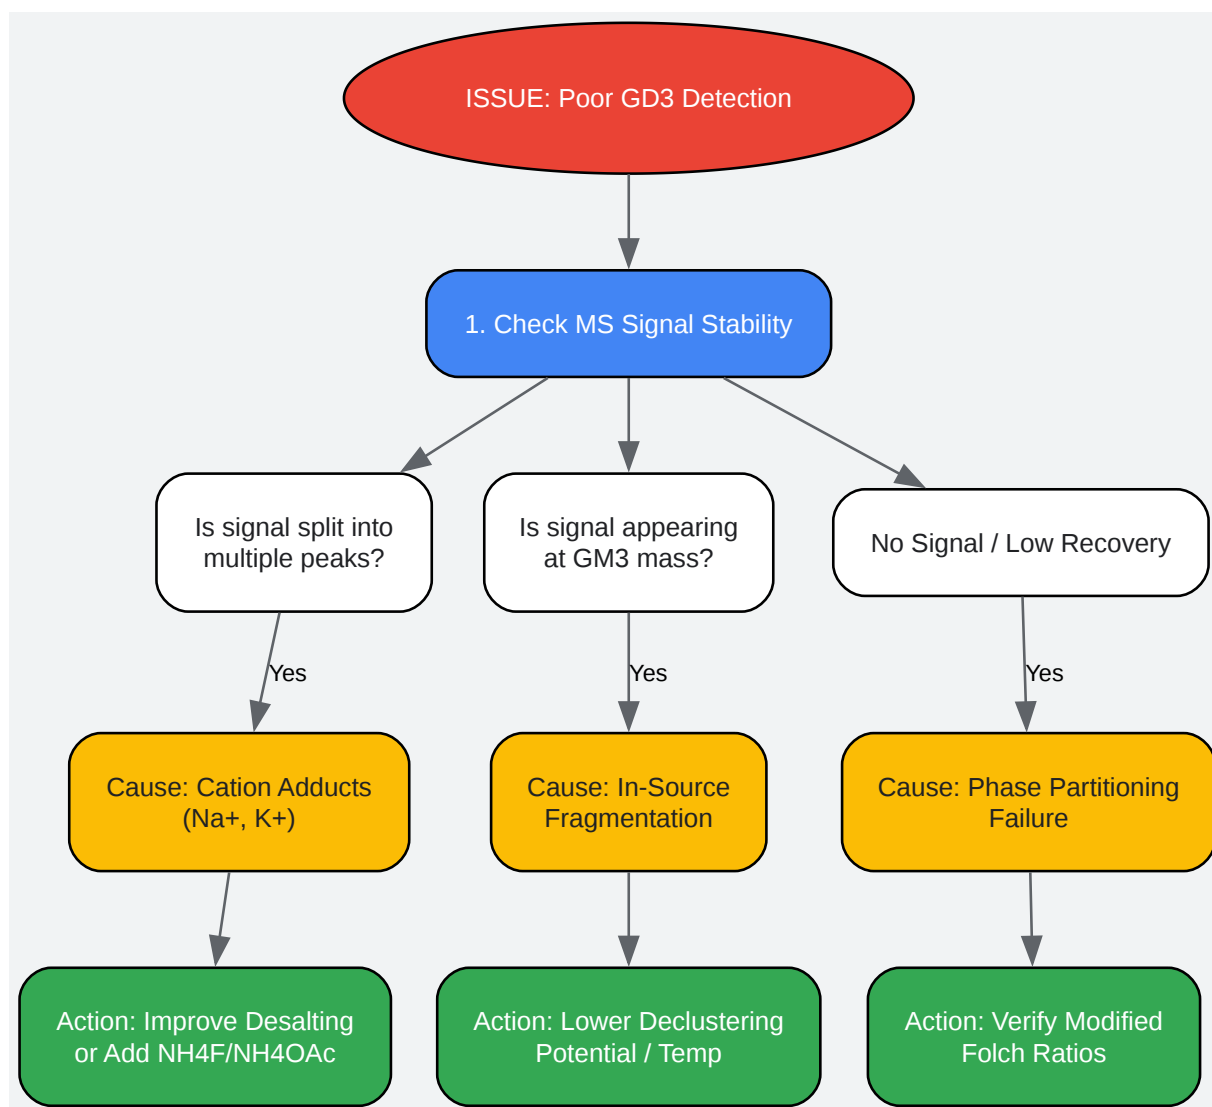 ISSUE: Poor GD3 Detection
1. Check MS Signal Stability
Is signal split into
multiple peaks?
Is signal appearing
at GM3 mass?
No Signal / Low Recovery
Yes
Yes
Yes
Cause: Cation Adducts
(Na+, K+)
Cause: In-Source
Fragmentation
Cause: Phase Partitioning
Failure
Action: Improve Desalting
or Add NH4F/NH4OAc
Action: Lower Declustering
Potential / Temp
Action: Verify Modified
Folch Ratios